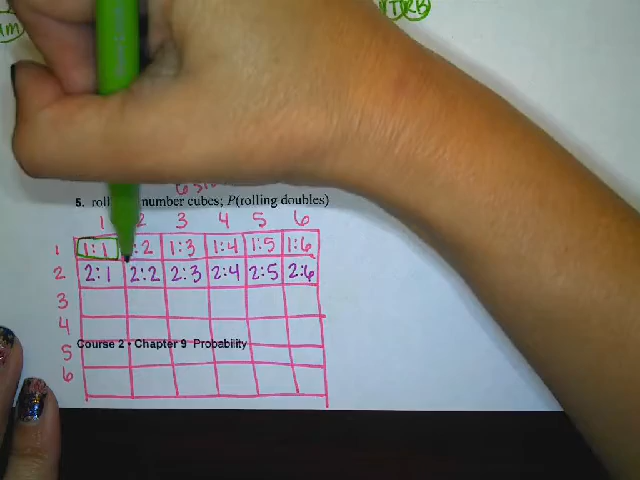 5. number cubes; P(rolling doubles)
1 2 3 4 5 6
1 1:1 :2 1:3 1:4 1:5 1:6
2 2:1 2:2 2:3 2:4 2:5 2:6
3
4
5 Course 2 • Chapter 9 Probability
6